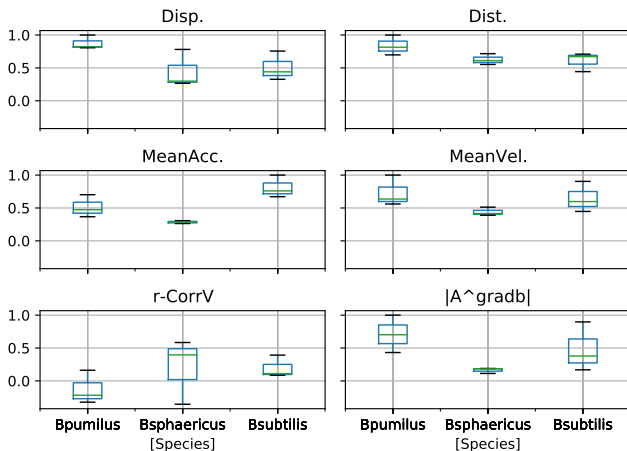 Disp.
Dist.
1.0
0.5
0.0
MeanAcc.
MeanVel.
1.0
0.5
0.0
r-CorrV
|A^gradb|
1.0
0.5
0.0
Bpumilus Bsphaericus Bsubtilis
Bpumilus Bsphaericus Bsubtilis
[Species]
[Species]